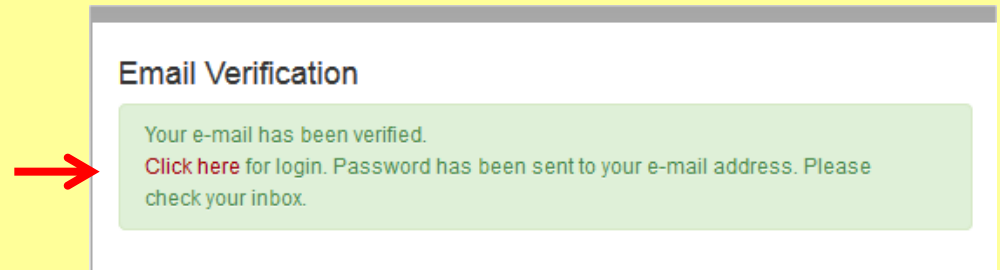 Email Verification
Your e-mail has been verified.
Click here for login. Password has been sent to your e-mail address. Please
check your inbox.